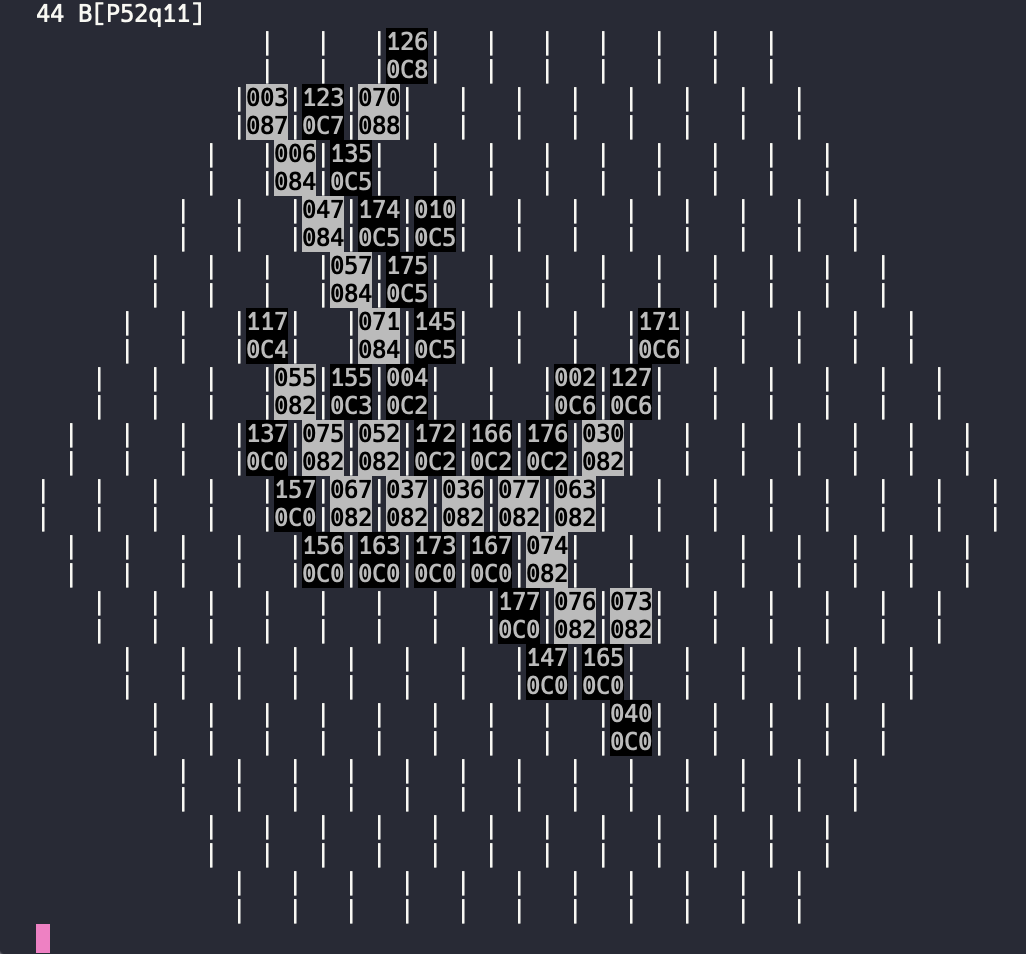 44 B[P52q11]
126
0C8
003 123 070
087 0C7 088
006 135
084 0C5
047 174 010
084 0C5 0C5
057 175
084 0C5
117 071 145 171
0C4 084 0C5 0C6
055 155 004 002 127
082 0C3 0C2 0C6 0C6
137 075 052 172 166 176 030
0C0 082 082 0C2 0C2 0C2 082
157 067 037 036 077 063
0C0 082 082 082 082 082
156 163 173 167 074
0C0 0C0 0C0 0C0 082
177 076 073
0C0 082 082
147 165
0C0 0C0
040
0C0